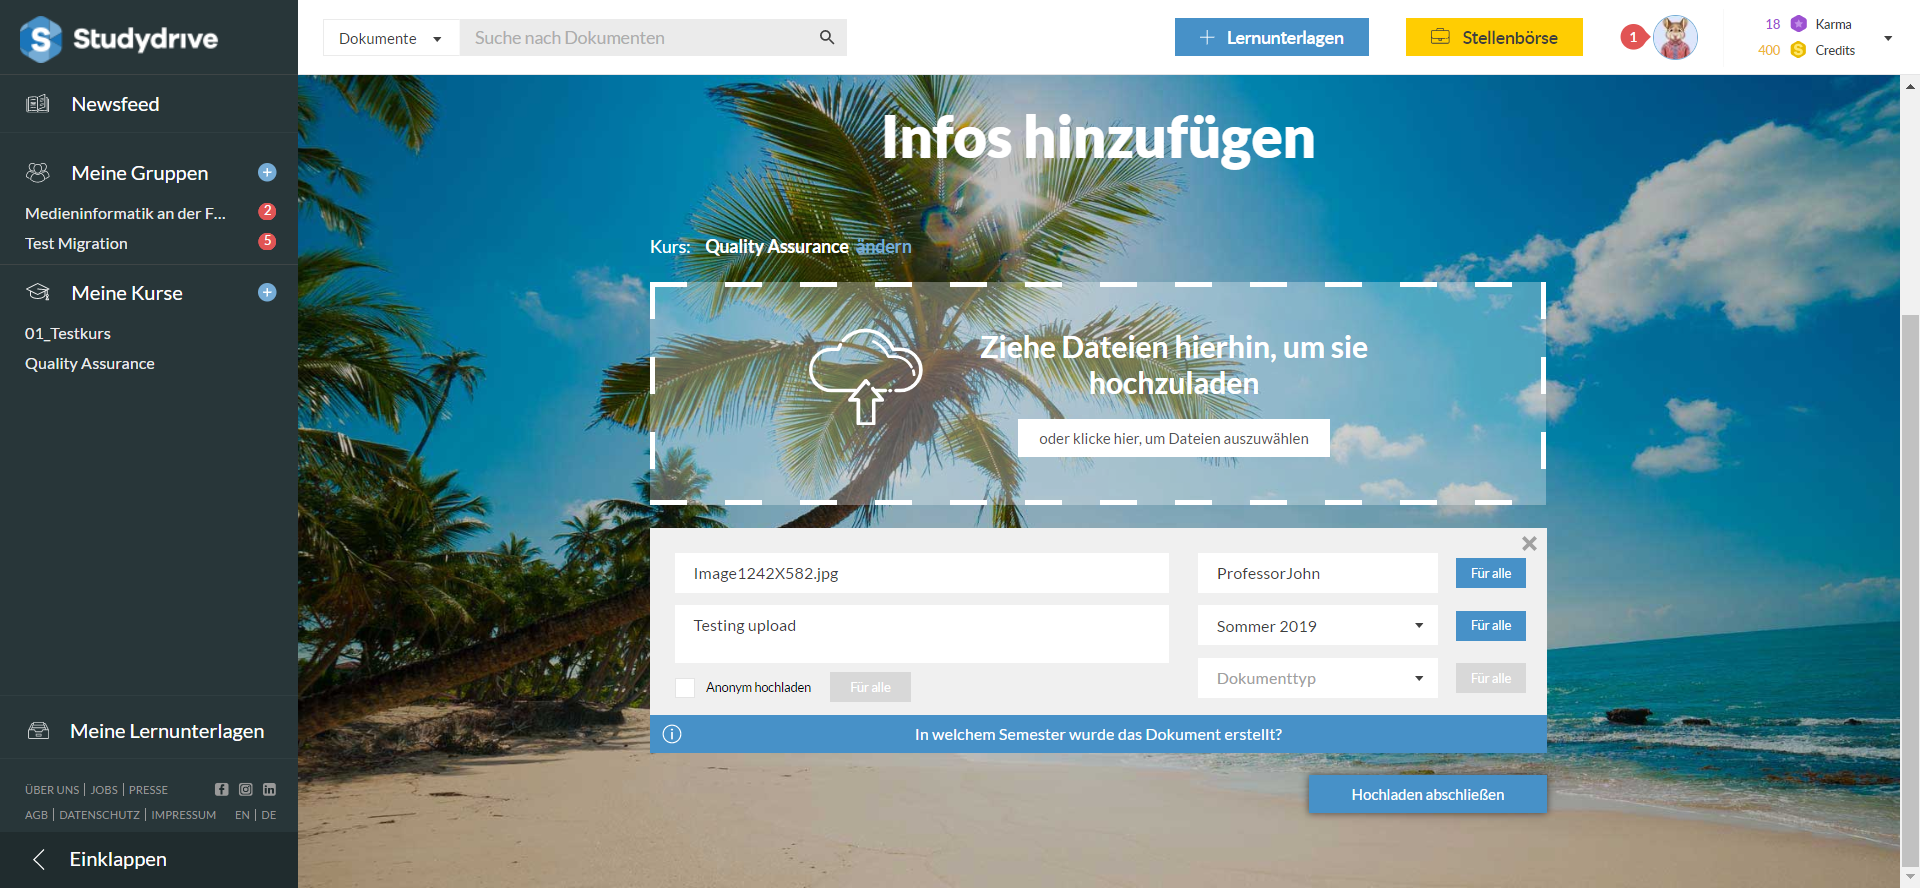 Studydrive
Dokumente
Suche nach Dokumenten
Lernunterlagen
Stellenbörse
1
18 Karma
400 Credits
Newsfeed
Meine Gruppen
Medieninformatik an der F... 2
Test Migration 5
Meine Kurse
01_Testkurs
Quality Assurance
Meine Lernunterlagen
ÜBER UNS | JOBS | PRESSE
AGB | DATENSCHUTZ | IMPRESSUM EN | DE
Einklappen
Infos hinzufügen
Kurs: Quality Assurance ändern
Ziehe Dateien hierhin, um sie
hochzuladen
oder klicke hier, um Dateien auszuwählen
Image1242X582.jpg
ProfessorJohn
Für alle
Testing upload
Sommer 2019
Für alle
Anonym hochladen
Für alle
Dokumenttyp
Für alle
In welchem Semester wurde das Dokument erstellt?
Hochladen abschließen